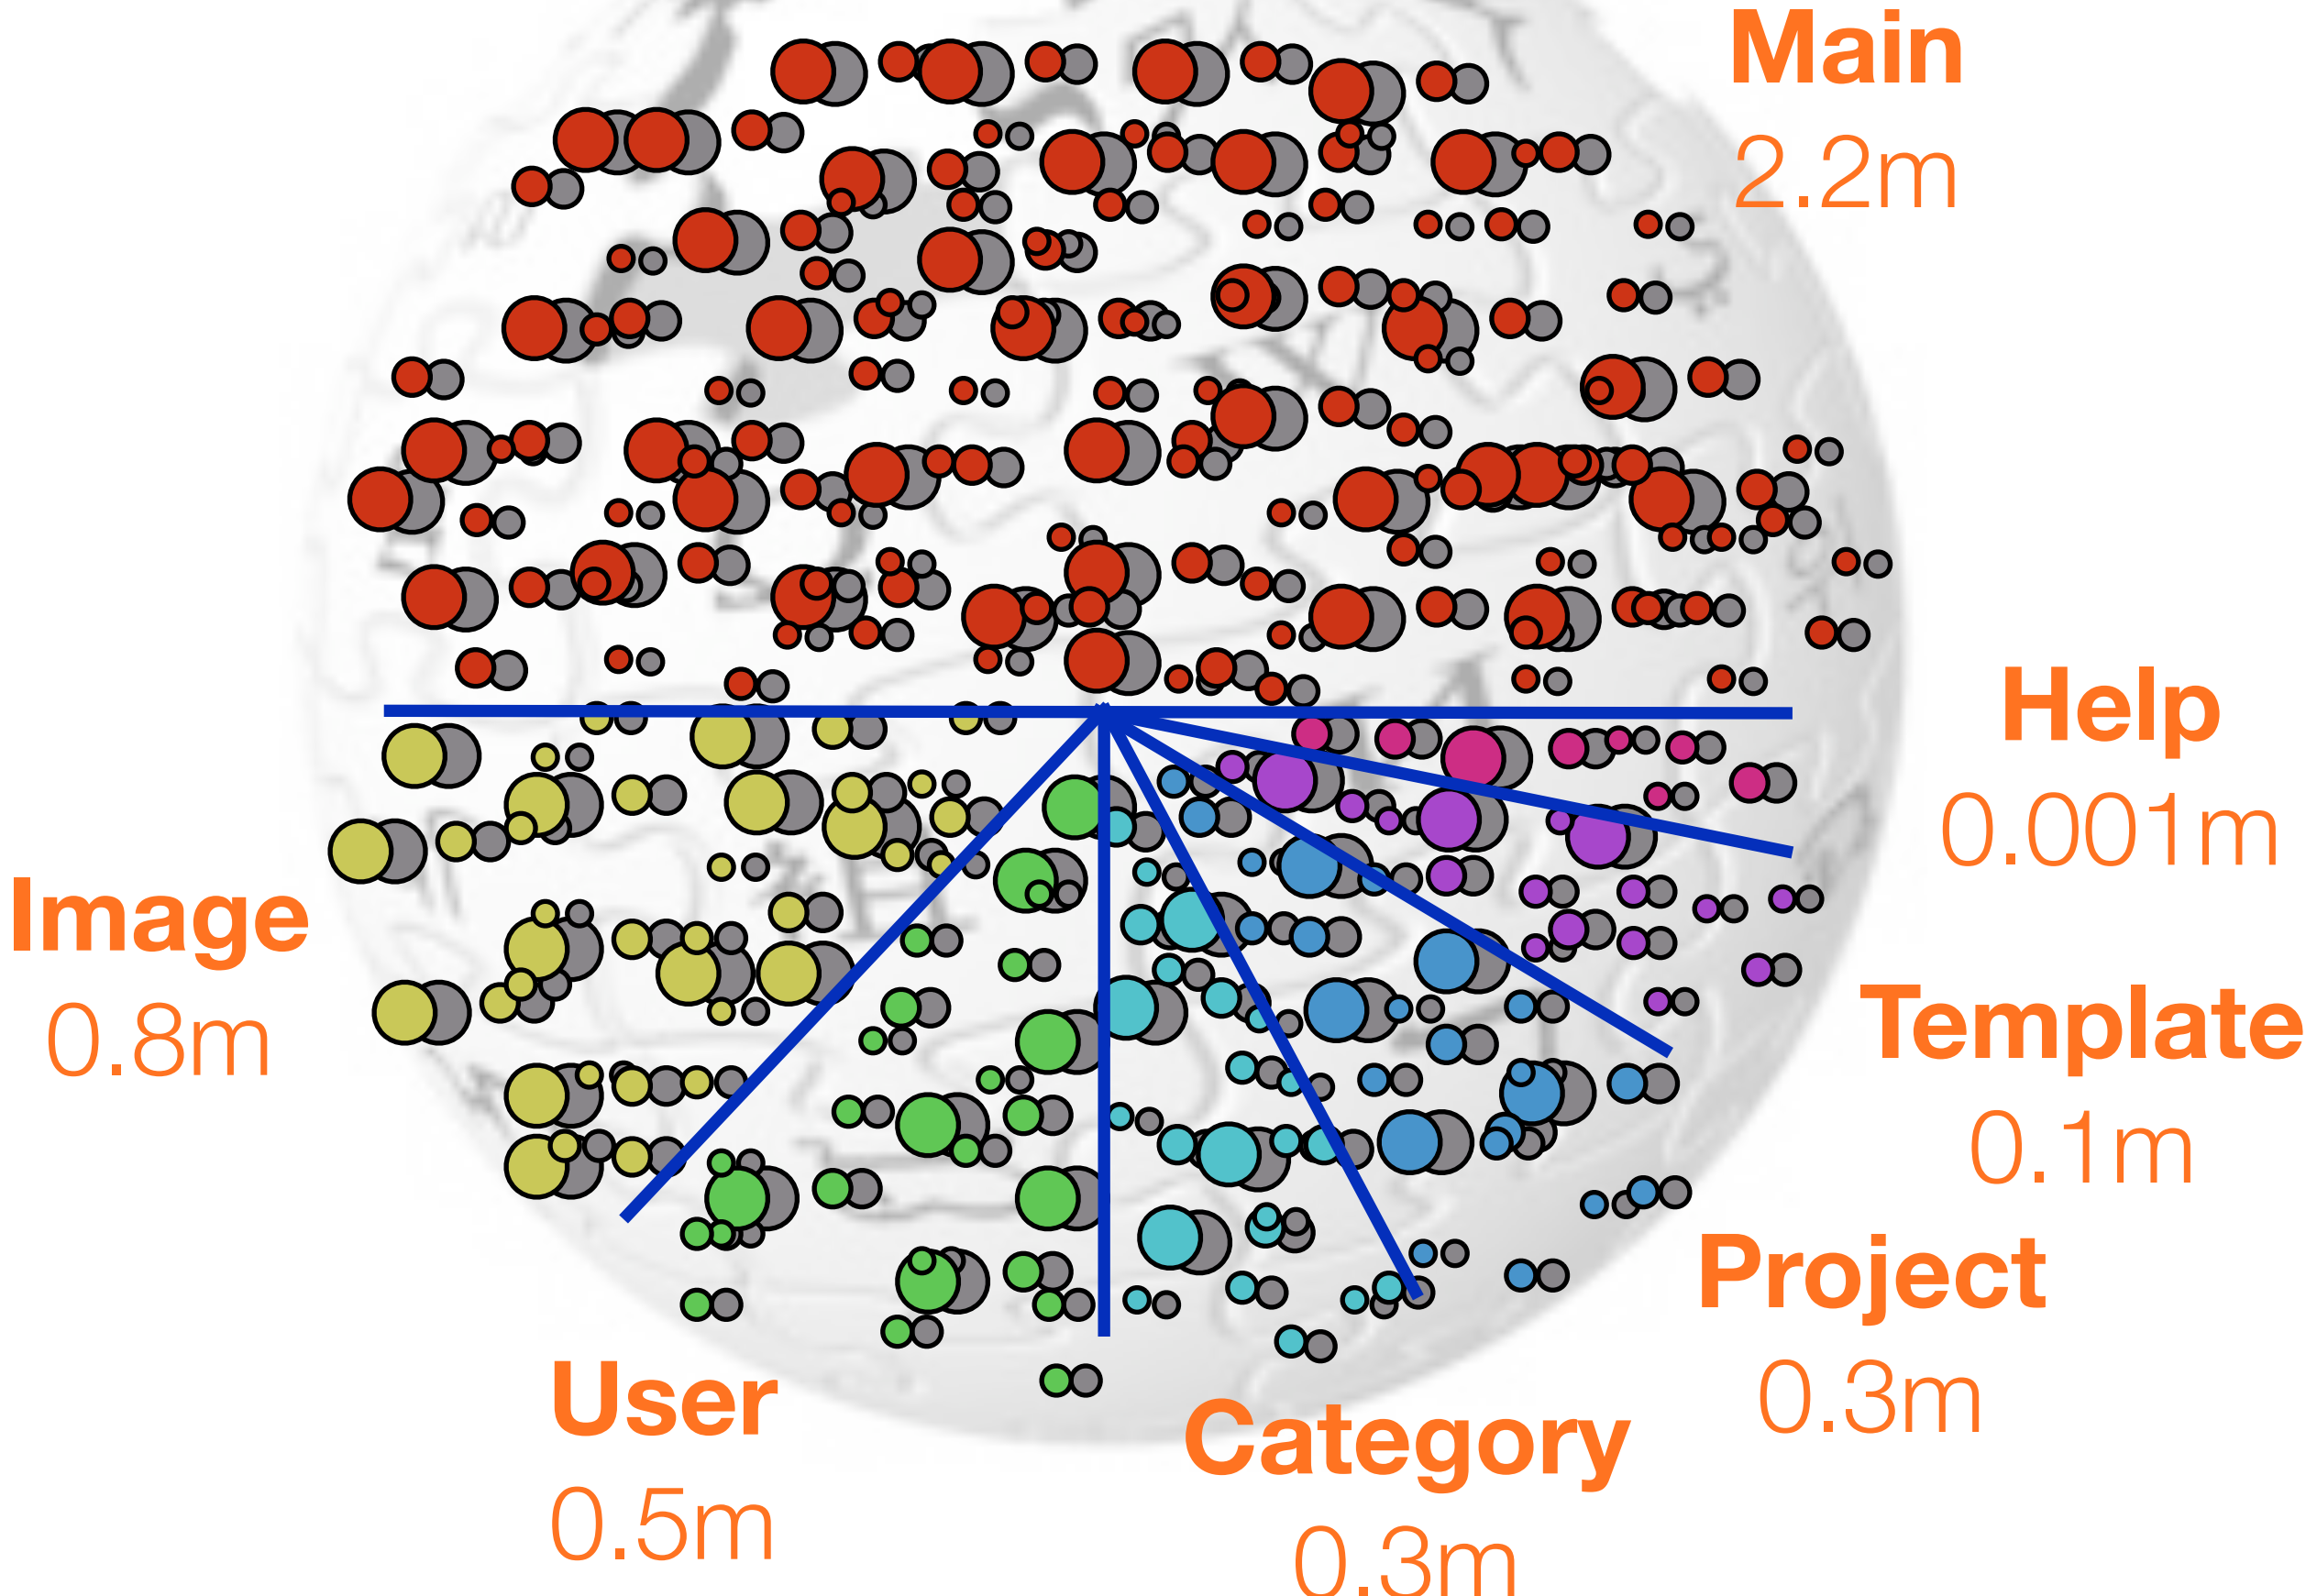 Main
2.2m
Help
0.001m
Image
0.8m
Template
0.1m
Project
0.3m
User
0.5m
Category
0.3m